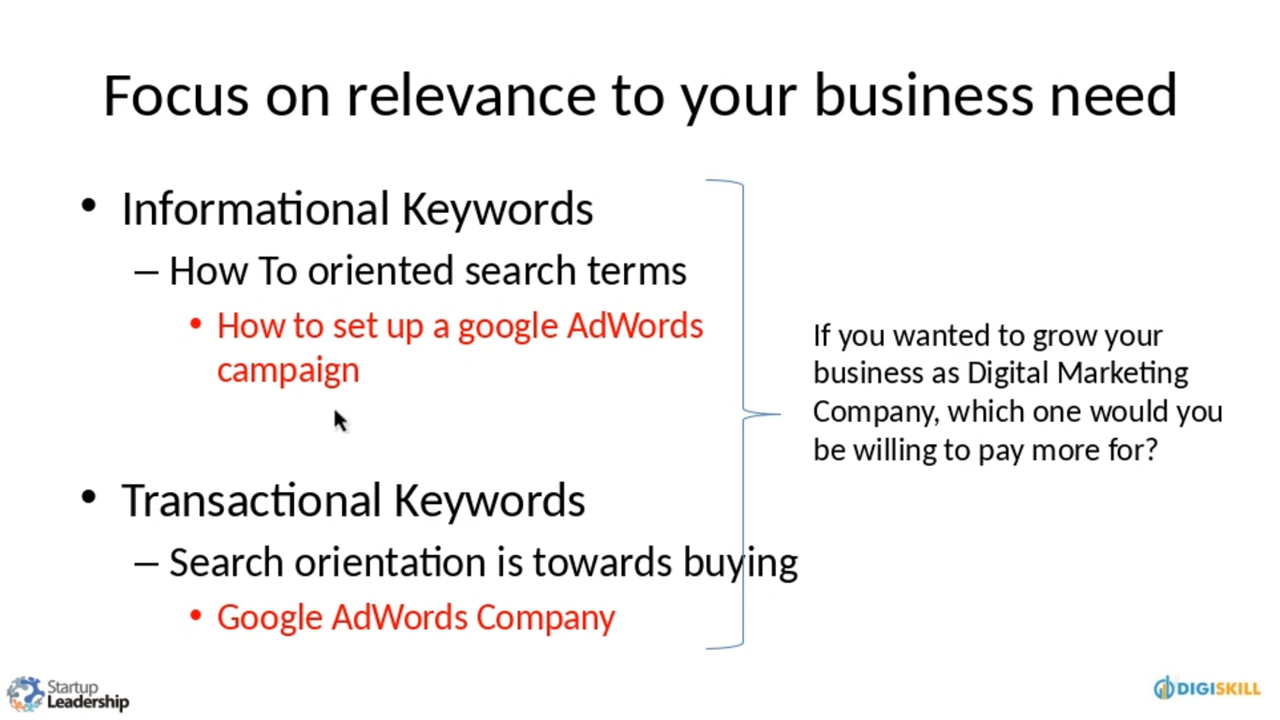 Focus on relevance to your business need
• Informational Keywords
– How To oriented search terms
• How to set up a google AdWords
campaign
If you wanted to grow your
business as Digital Marketing
Company, which one would you
be willing to pay more for?
• Transactional Keywords
– Search orientation is towards buying
• Google AdWords Company
Startup
Leadership
DIGISKILL